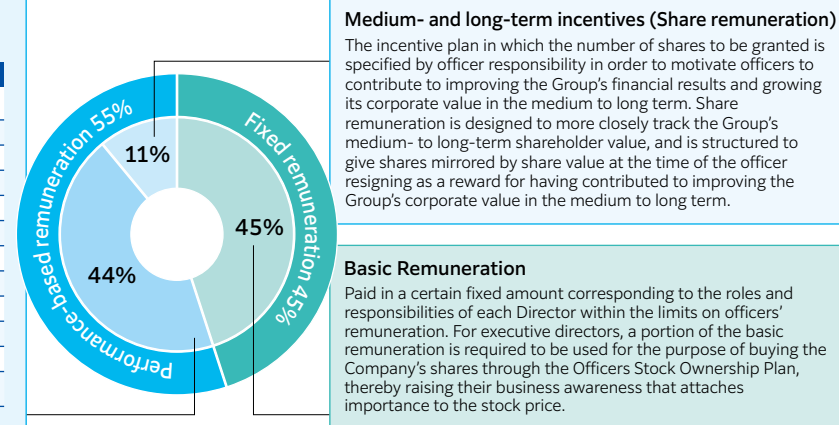 Medium- and long-term incentives (Share remuneration)
The incentive plan in which the number of shares to be granted is
specified by officer responsibility in order to motivate officers to
contribute to improving the Group's financial results and growing
its corporate value in the medium to long term. Share
remuneration is designed to more closely track the Group's
medium- to long-term shareholder value, and is structured to
give shares mirrored by share value at the time of the officer
resigning as a reward for having contributed to improving the
Group's corporate value in the medium to long term.
Performance-based remuneration 55%
Fixed remuneration 45%
11%
45%
44%
Basic Remuneration
Paid in a certain fixed amount corresponding to the roles and
responsibilities of each Director within the limits on officers'
remuneration. For executive directors, a portion of the basic
remuneration is required to be used for the purpose of buying the
Company's shares through the Officers Stock Ownership Plan,
thereby raising their business awareness that attaches
importance to the stock price.